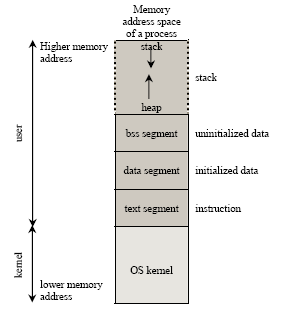 Memory
address space
of a process
Higher memory
address
stack
stack
heap
user
bss segment
uninitialized data
data segment
initialized data
text segment
instruction
kernel
OS kernel
lower memory
address